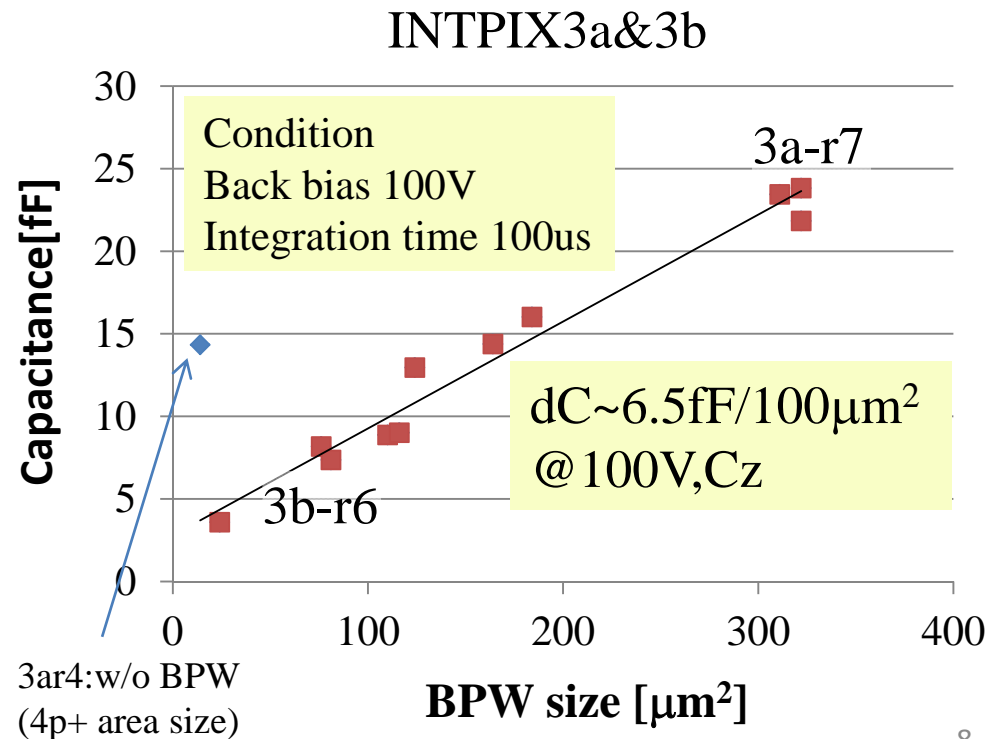 INTPIX3a&3b
30
25
20
15
10
5
0
Capacitance[fF]
Condition
Back bias 100V
Integration time 100us
3a-r7
dC~6.5fF/100μm²
@100V,Cz
3b-r6
0 100 200 300 400
3ar4:w/o BPW
(4p+ area size)
BPW size [μm²]
8